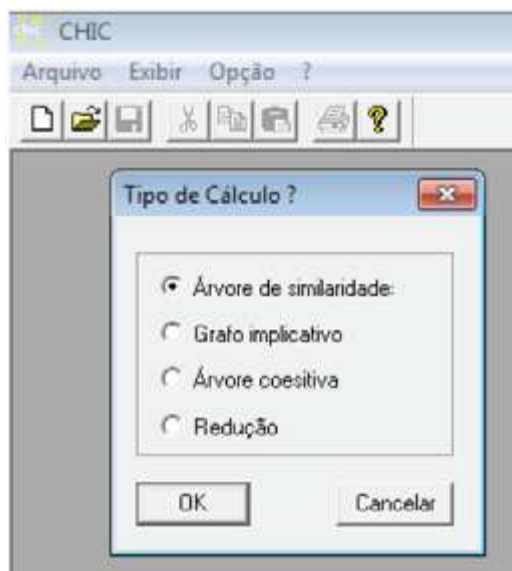 CHIC
Arquivo Exibir Opção ?
Tipo de Cálculo ?
Árvore de similaridade:
Grafo implicativo
Árvore coesitiva
Redução
OK Cancelar